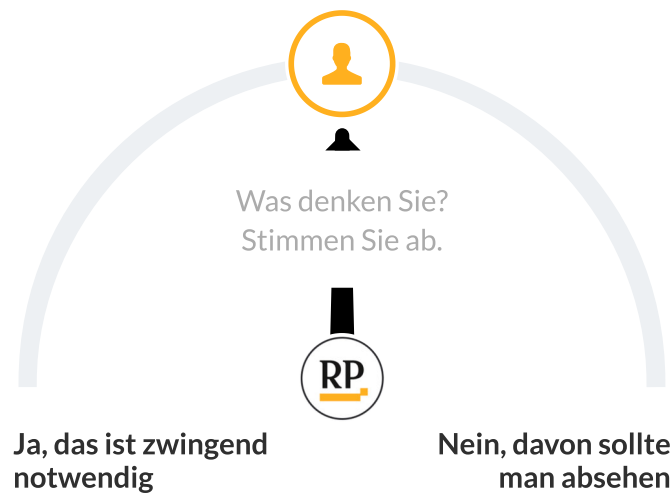 Was denken Sie?
Stimmen Sie ab.
RP
Ja, das ist zwingend
notwendig
Nein, davon sollte
man absehen